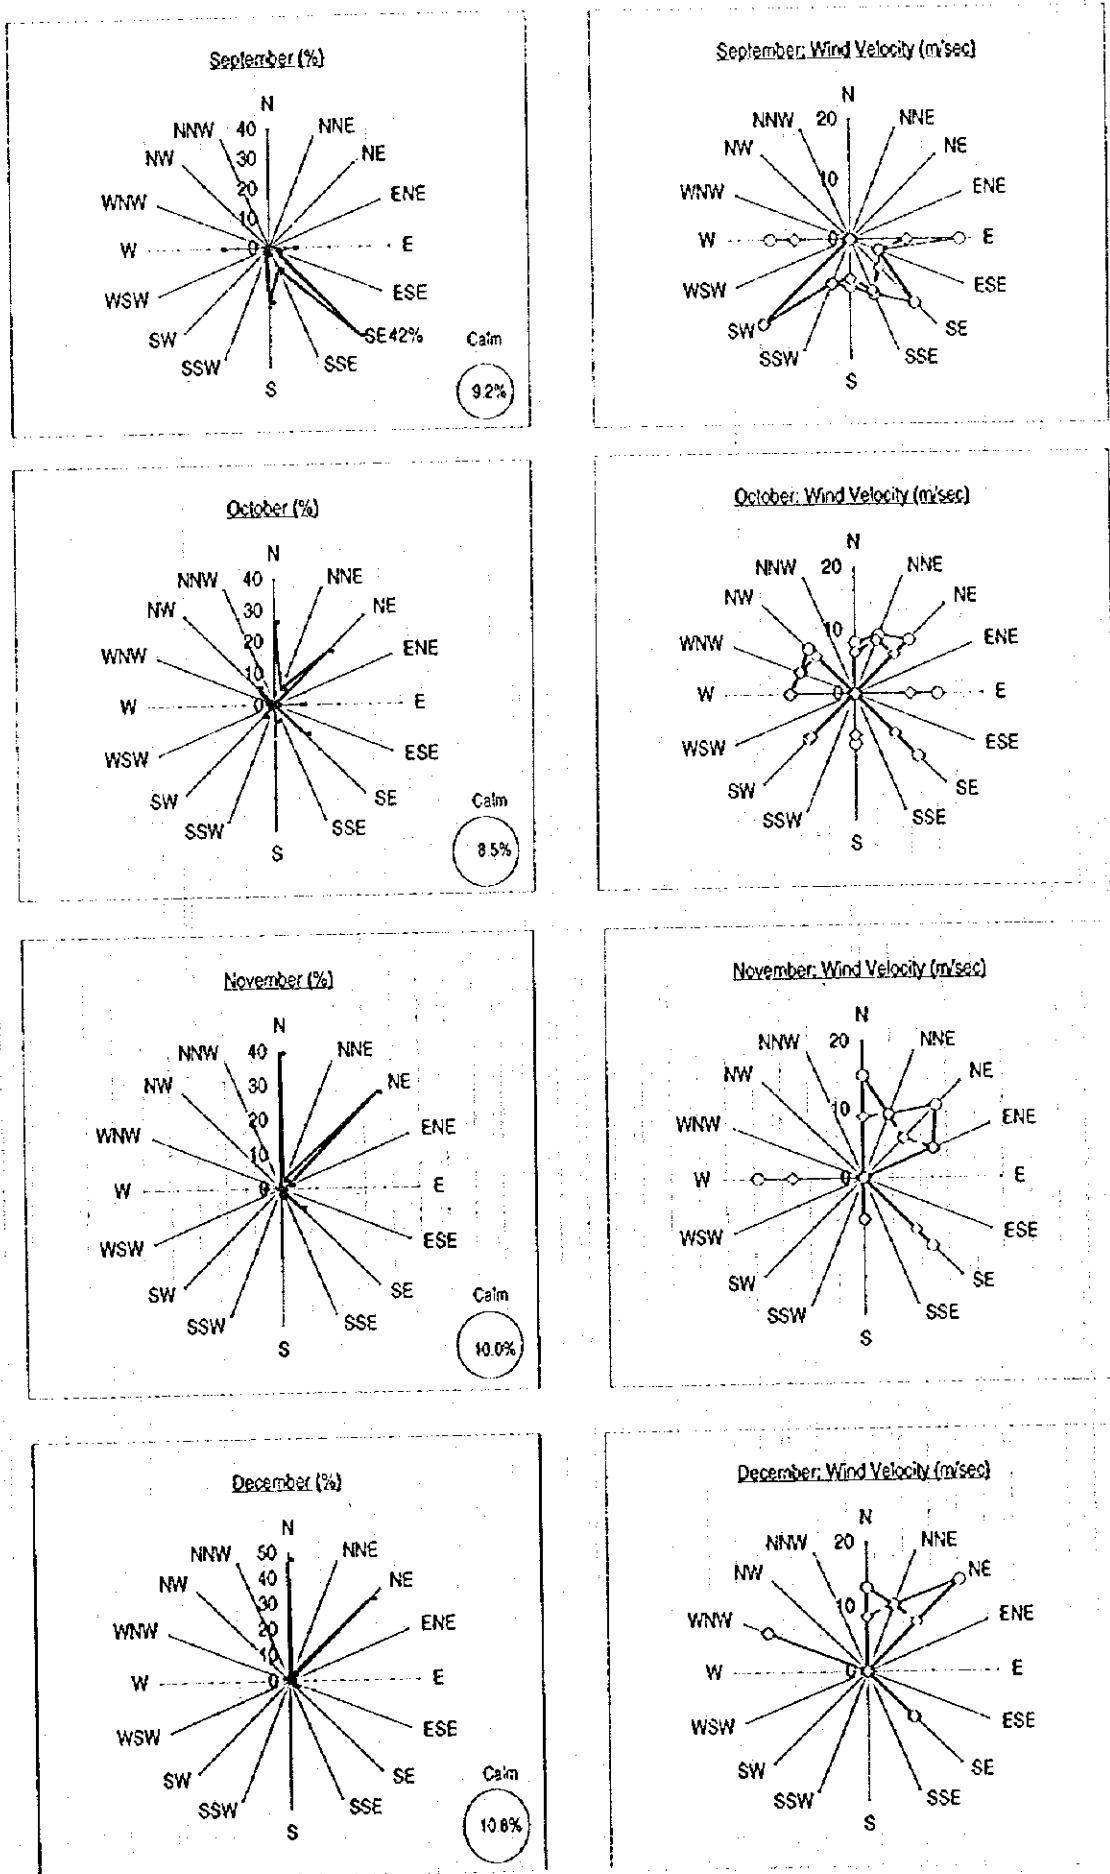 September (%)
N
NNW
40
NNE
NW
30
NE
20
WNW
ENE
10
W
0
E
WSW
ESE
SW
SE42%
SSW
SSE
S
Calm
9.2%
September; Wind Velocity (m/sec)
N
NNW
20
NNE
NW
NE
WNW
10
ENE
W
0
E
WSW
ESE
SW
SE
SSW
SSE
S
October (%)
N
NNW
40
NNE
NW
30
NE
20
WNW
ENE
10
W
0
E
WSW
ESE
SW
SE
SSW
SSE
S
Calm
8.5%
October; Wind Velocity (m/sec)
N
NNW
20
NNE
NW
NE
WNW
10
ENE
W
0
E
WSW
ESE
SW
SE
SSW
SSE
S
November (%)
N
NNW
40
NNE
NW
30
NE
20
WNW
ENE
10
W
0
E
WSW
ESE
SW
SE
SSW
SSE
S
Calm
10.0%
November; Wind Velocity (m/sec)
N
NNW
20
NNE
NW
NE
WNW
10
ENE
W
0
E
WSW
ESE
SW
SE
SSW
SSE
S
December (%)
N
NNW
50
NNE
NW
40
NE
30
WNW
20
ENE
10
W
0
E
WSW
ESE
SW
SE
SSW
SSE
S
Calm
10.8%
December; Wind Velocity (m/sec)
N
NNW
20
NNE
NW
NE
WNW
10
ENE
W
0
E
WSW
ESE
SW
SE
SSW
SSE
S